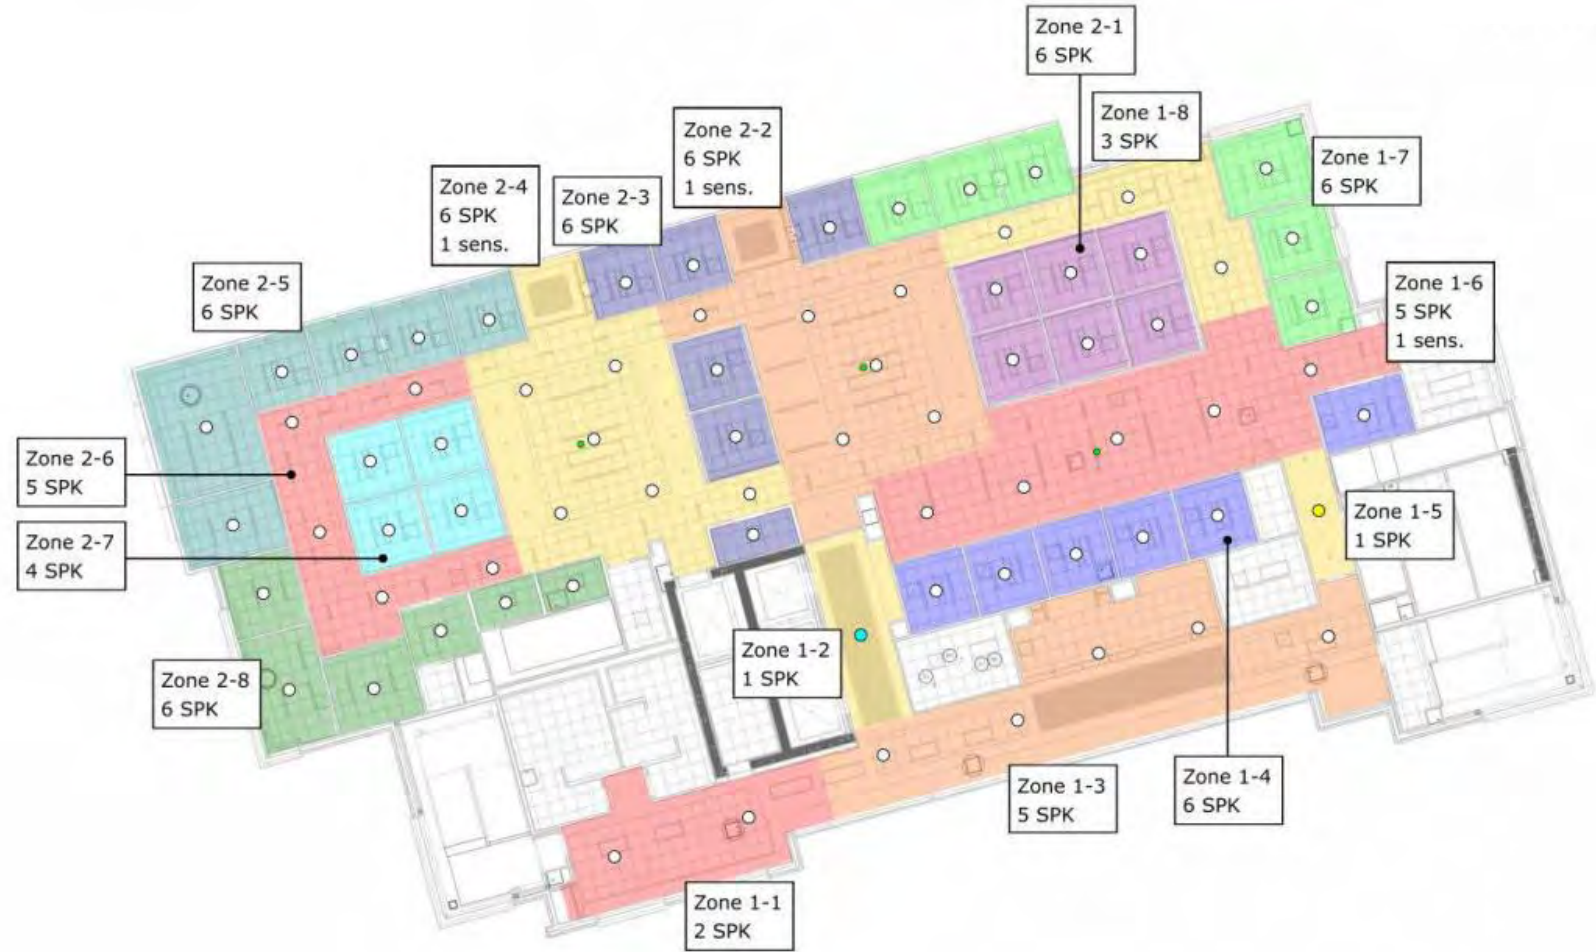 Zone 2-1
6 SPK
Zone 1-8
3 SPK
Zone 2-2
6 SPK
1 sens.
Zone 1-7
6 SPK
Zone 2-4
6 SPK
1 sens.
Zone 2-3
6 SPK
Zone 2-5
6 SPK
Zone 1-6
5 SPK
1 sens.
Zone 2-6
5 SPK
Zone 2-7
4 SPK
Zone 1-5
1 SPK
Zone 1-2
1 SPK
Zone 2-8
6 SPK
Zone 1-3
5 SPK
Zone 1-4
6 SPK
Zone 1-1
2 SPK